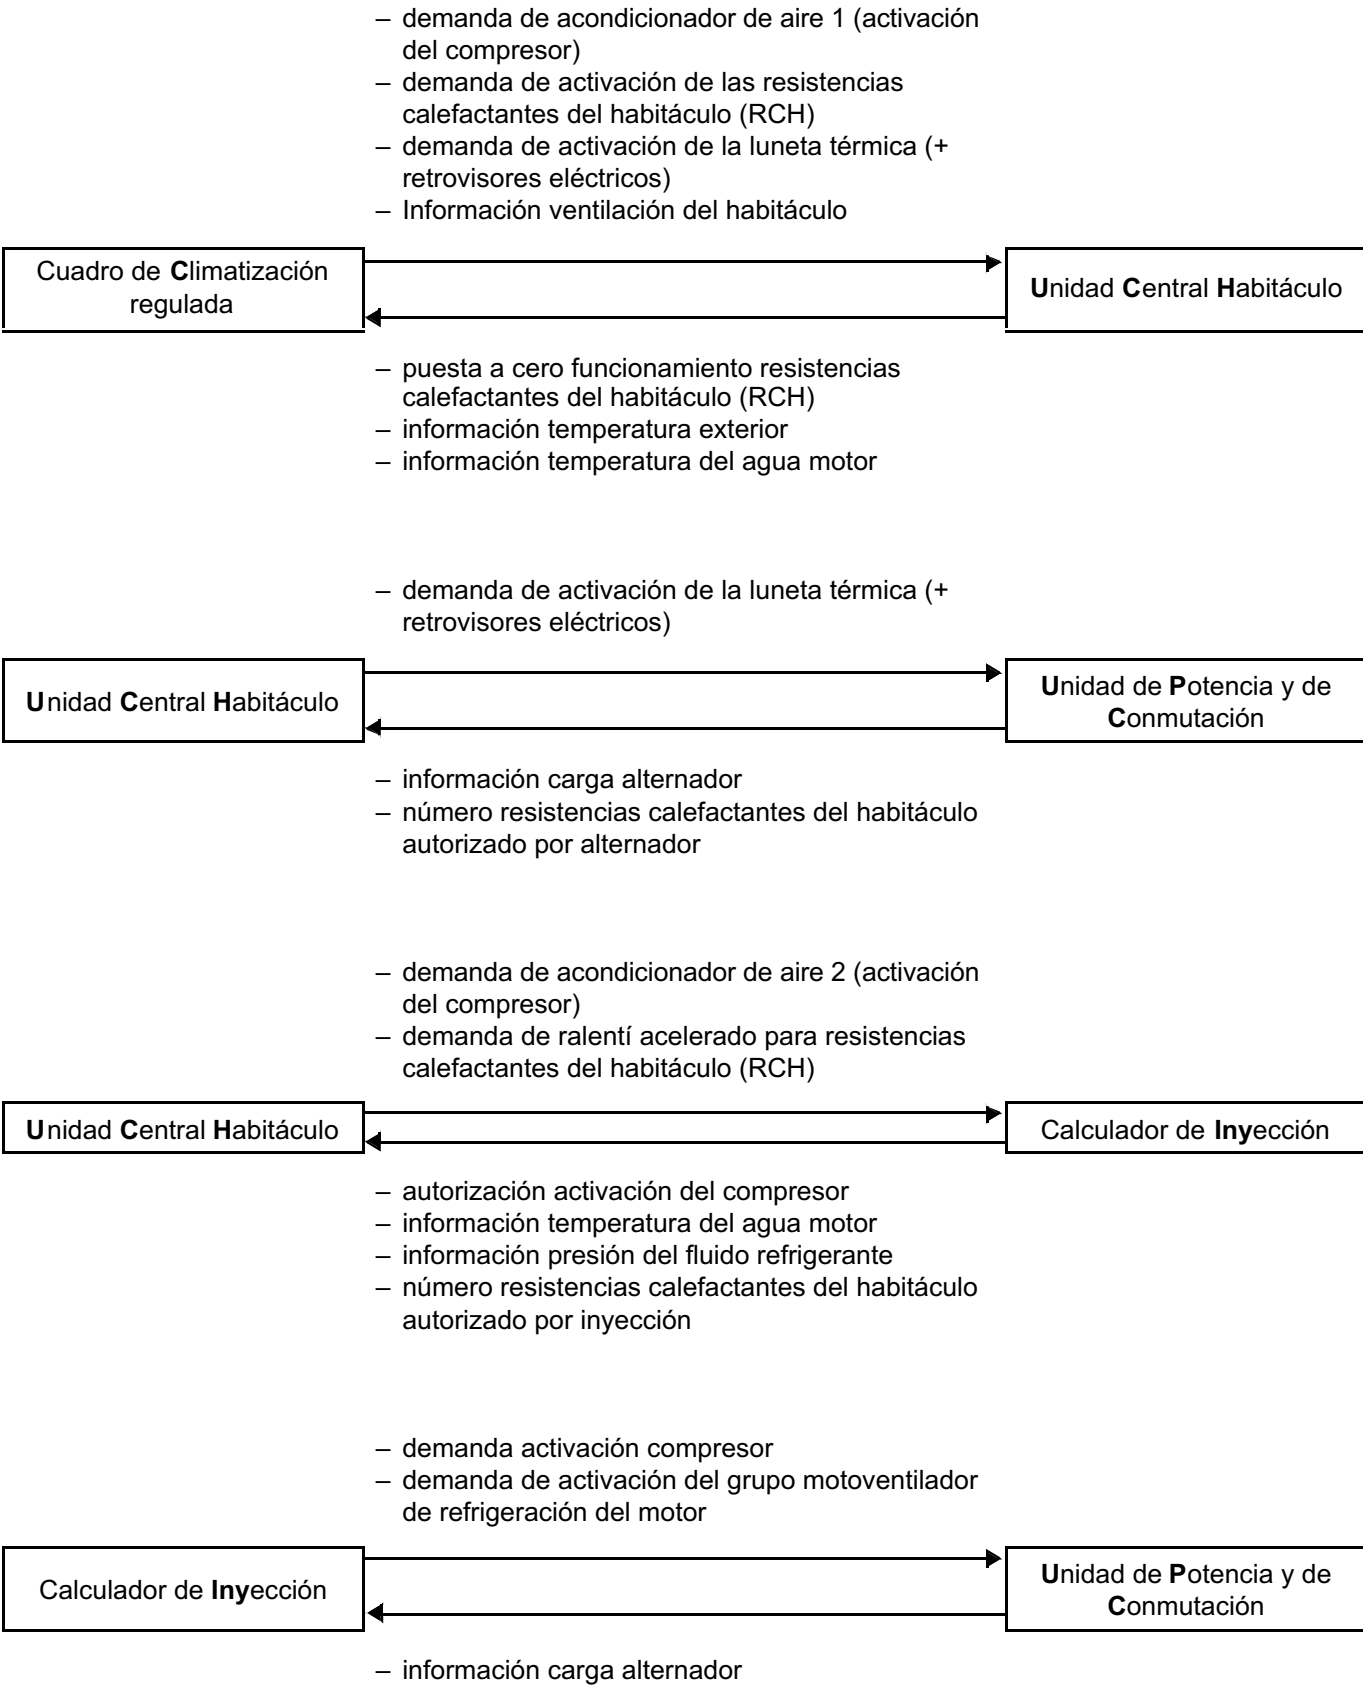 – demanda de acondicionador de aire 1 (activación
del compresor)
– demanda de activación de las resistencias
calefactantes del habitáculo (RCH)
– demanda de activación de la luneta térmica (+
retrovisores eléctricos)
– Información ventilación del habitáculo
Cuadro de Climatización
regulada
Unidad Central Habitáculo
– puesta a cero funcionamiento resistencias
calefactantes del habitáculo (RCH)
– información temperatura exterior
– información temperatura del agua motor
– demanda de activación de la luneta térmica (+
retrovisores eléctricos)
Unidad Central Habitáculo
Unidad de Potencia y de
Conmutación
– información carga alternador
– número resistencias calefactantes del habitáculo
autorizado por alternador
– demanda de acondicionador de aire 2 (activación
del compresor)
– demanda de ralentí acelerado para resistencias
calefactantes del habitáculo (RCH)
Unidad Central Habitáculo
Calculador de Inyección
– autorización activación del compresor
– información temperatura del agua motor
– información presión del fluido refrigerante
– número resistencias calefactantes del habitáculo
autorizado por inyección
– demanda activación compresor
– demanda de activación del grupo motoventilador
de refrigeración del motor
Calculador de Inyección
Unidad de Potencia y de
Conmutación
– información carga alternador